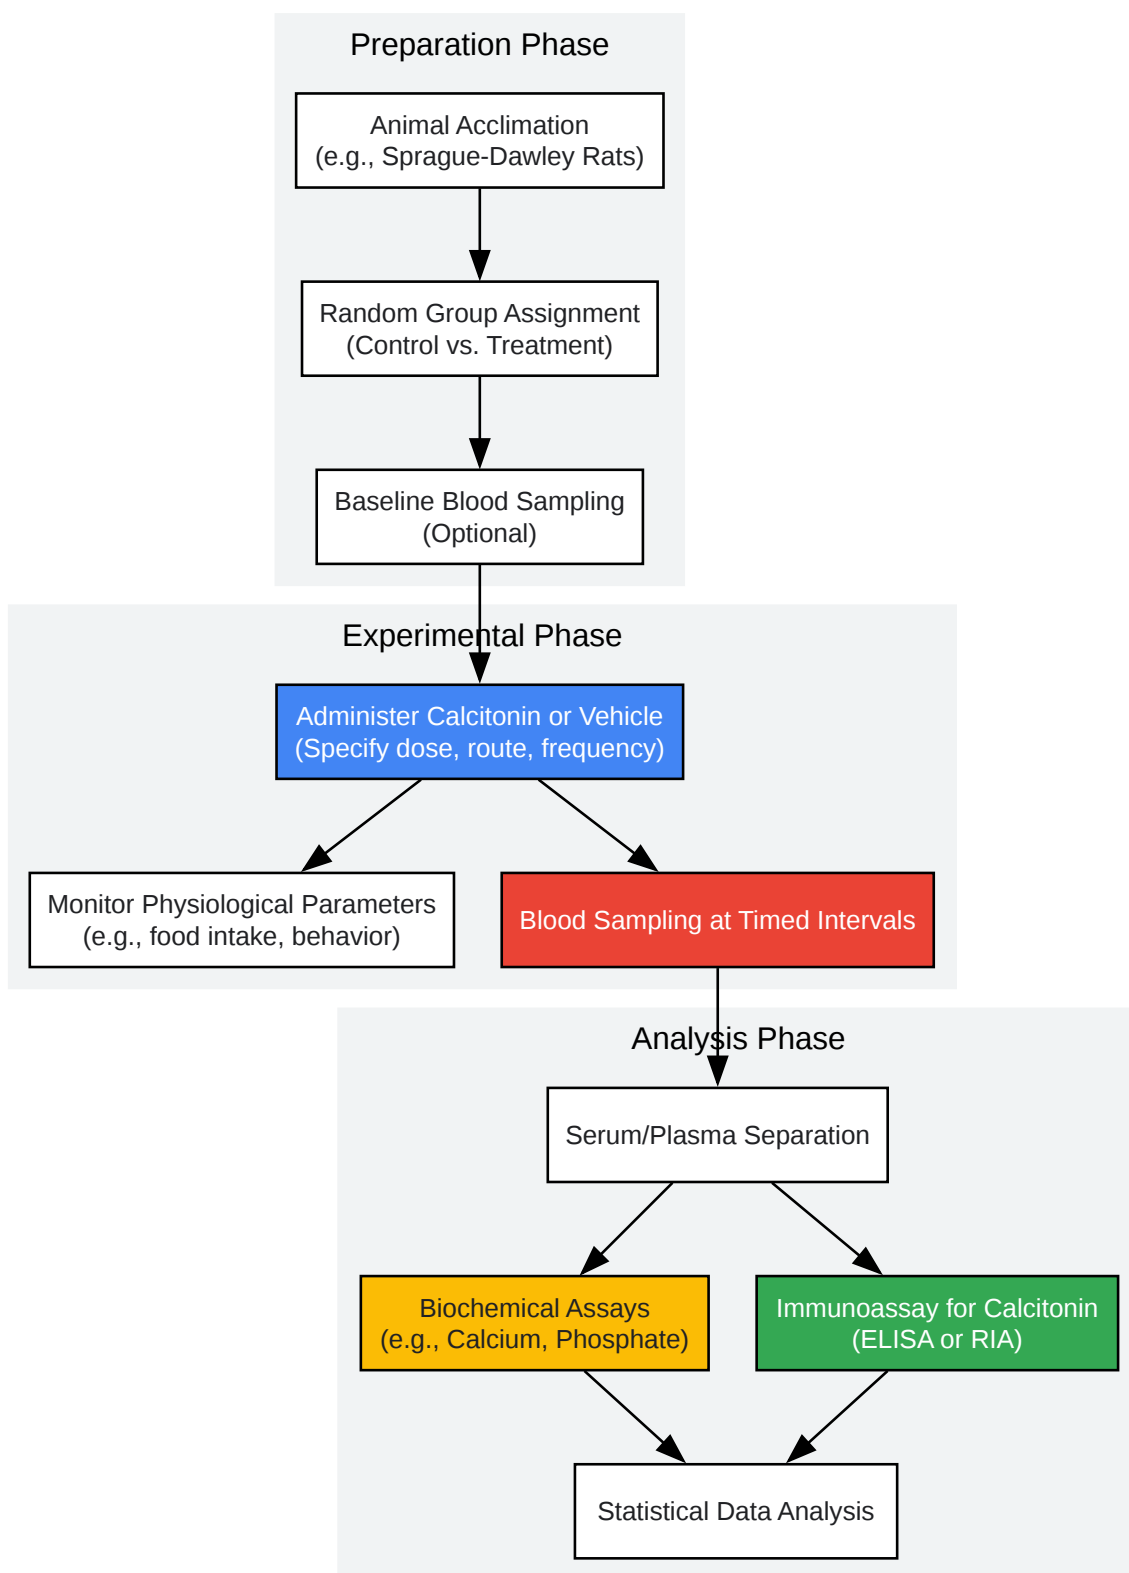 Preparation Phase
Animal Acclimation
(e.g., Sprague-Dawley Rats)
Random Group Assignment
(Control vs. Treatment)
Baseline Blood Sampling
(Optional)
Experimental Phase
Administer Calcitonin or Vehicle
(Specify dose, route, frequency)
Monitor Physiological Parameters
(e.g., food intake, behavior)
Blood Sampling at Timed Intervals
Analysis Phase
Serum/Plasma Separation
Biochemical Assays
(e.g., Calcium, Phosphate)
Immunoassay for Calcitonin
(ELISA or RIA)
Statistical Data Analysis